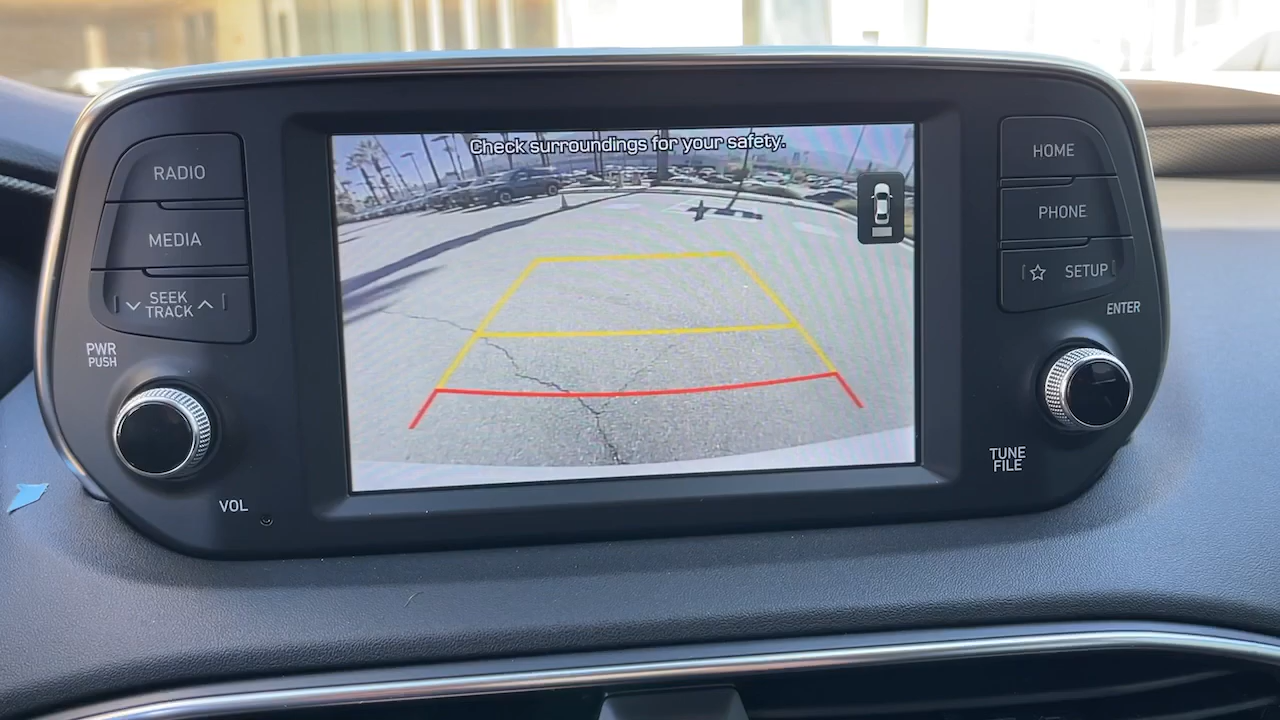 Check surroundings for your safety.
RADIO
MEDIA
SEEK
TRACK
PWR
PUSH
VOL
HOME
PHONE
SETUP
ENTER
TUNE
FILE